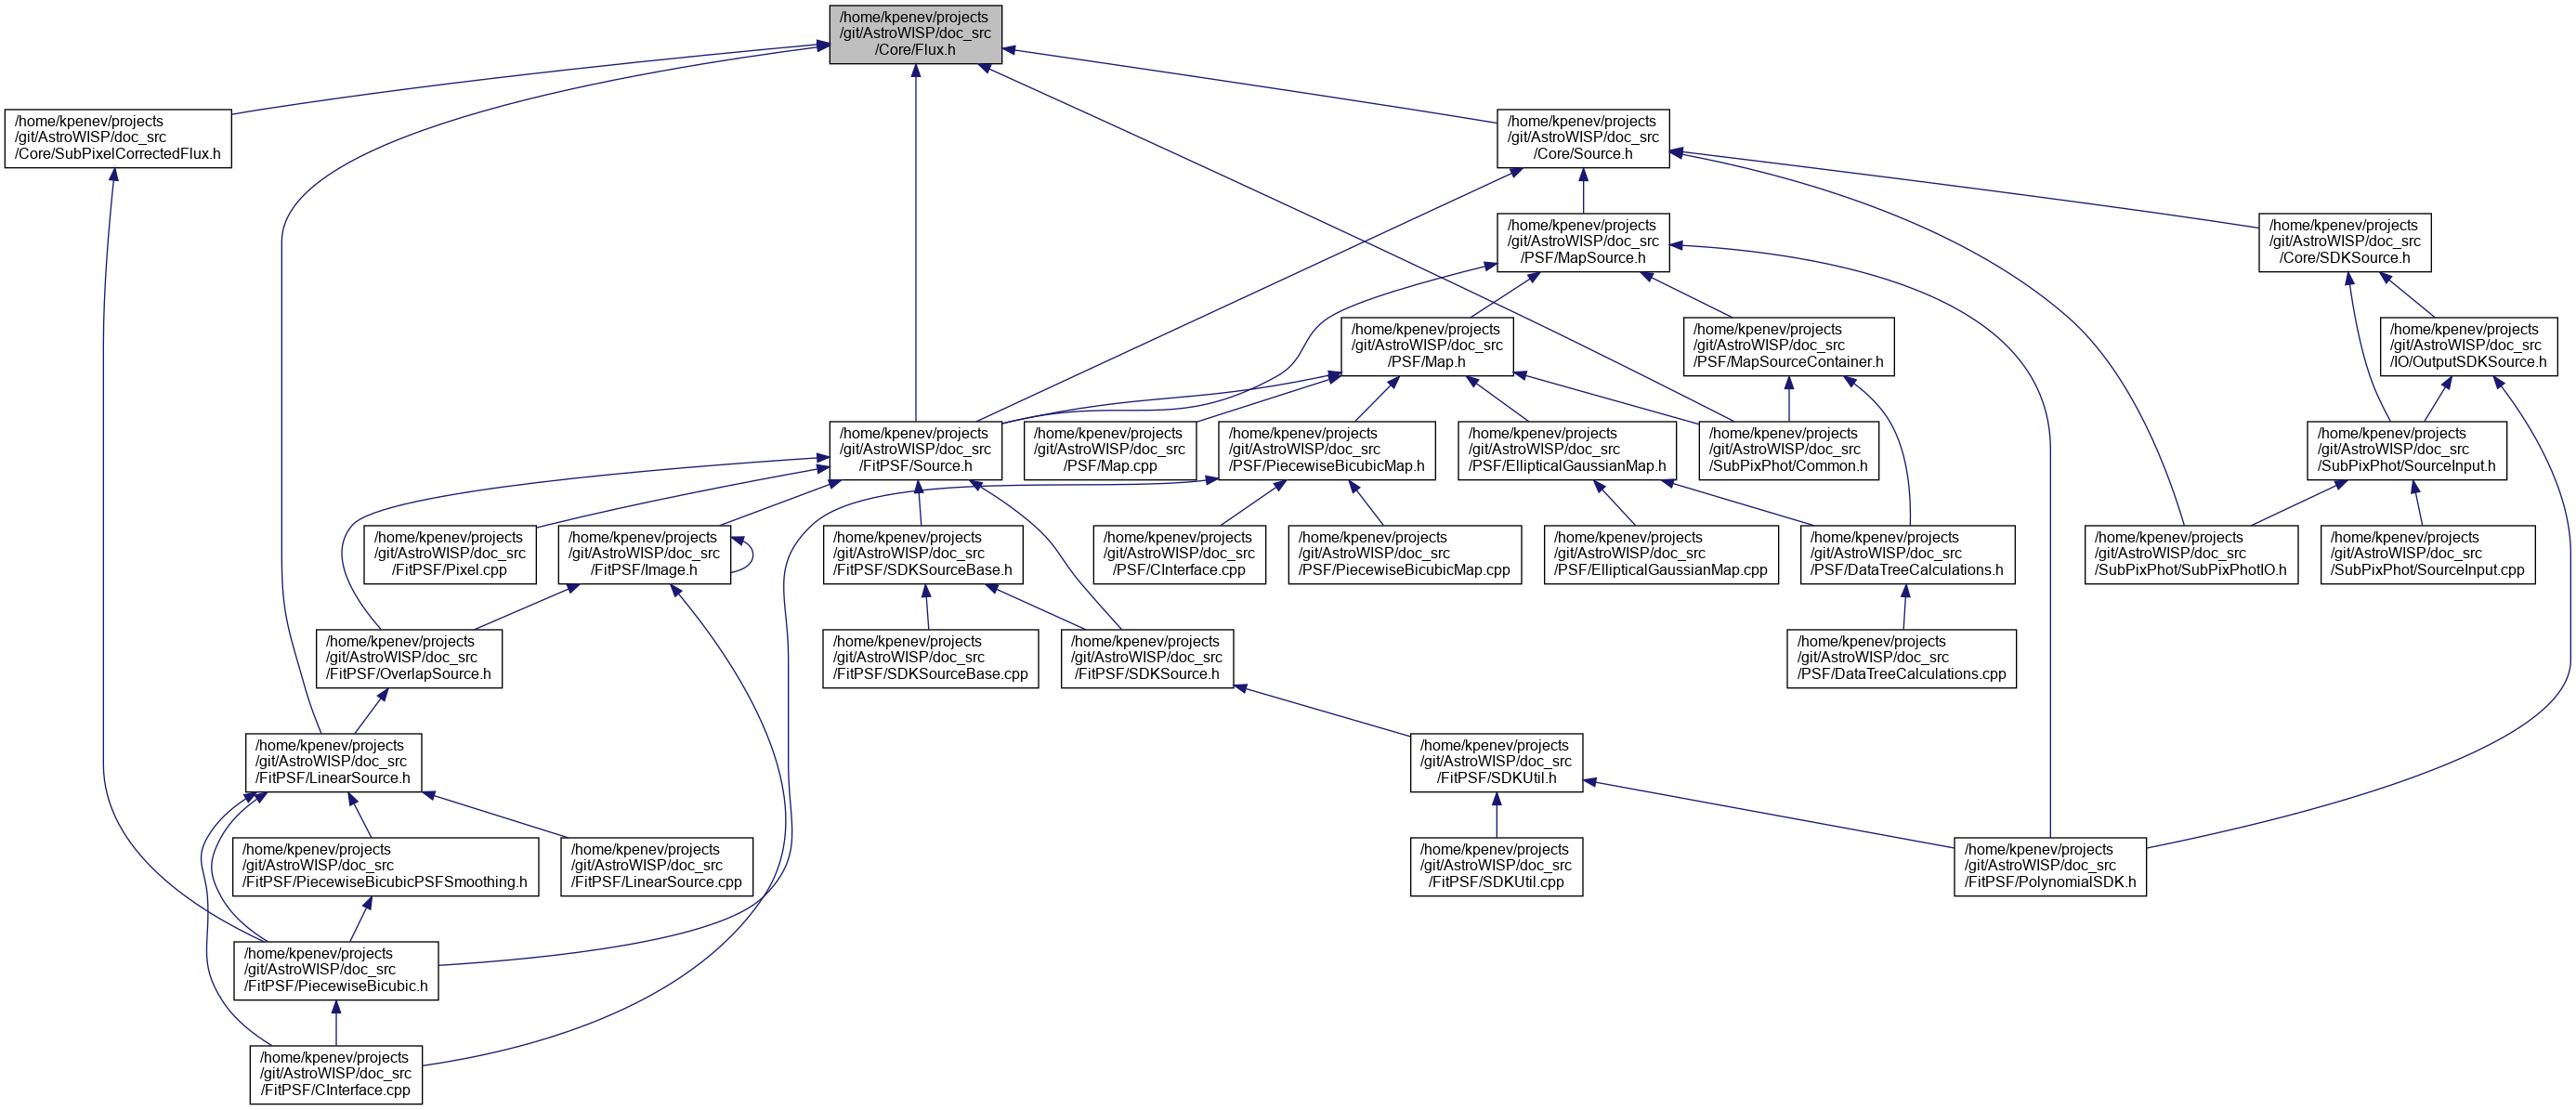 /home/kpenev/projects
/git/AstroWISP/doc_src
/Core/Flux.h
/home/kpenev/projects
/git/AstroWISP/doc_src
/Core/SubPixelCorrectedFlux.h
/home/kpenev/projects
/git/AstroWISP/doc_src
/Core/Source.h
/home/kpenev/projects
/git/AstroWISP/doc_src
/PSF/MapSource.h
/home/kpenev/projects
/git/AstroWISP/doc_src
/Core/SDKSource.h
/home/kpenev/projects
/git/AstroWISP/doc_src
/PSF/Map.h
/home/kpenev/projects
/git/AstroWISP/doc_src
/PSF/MapSourceContainer.h
/home/kpenev/projects
/git/AstroWISP/doc_src
/IO/OutputSDKSource.h
/home/kpenev/projects
/git/AstroWISP/doc_src
/FitPSF/Source.h
/home/kpenev/projects
/git/AstroWISP/doc_src
/PSF/Map.cpp
/home/kpenev/projects
/git/AstroWISP/doc_src
/PSF/PiecewiseBicubicMap.h
/home/kpenev/projects
/git/AstroWISP/doc_src
/PSF/EllipticalGaussianMap.h
/home/kpenev/projects
/git/AstroWISP/doc_src
/SubPixPhot/Common.h
/home/kpenev/projects
/git/AstroWISP/doc_src
/SubPixPhot/SourceInput.h
/home/kpenev/projects
/git/AstroWISP/doc_src
/FitPSF/Pixel.cpp
/home/kpenev/projects
/git/AstroWISP/doc_src
/FitPSF/Image.h
/home/kpenev/projects
/git/AstroWISP/doc_src
/FitPSF/SDKSourceBase.h
/home/kpenev/projects
/git/AstroWISP/doc_src
/PSF/CInterface.cpp
/home/kpenev/projects
/git/AstroWISP/doc_src
/PSF/PiecewiseBicubicMap.cpp
/home/kpenev/projects
/git/AstroWISP/doc_src
/PSF/EllipticalGaussianMap.cpp
/home/kpenev/projects
/git/AstroWISP/doc_src
/PSF/DataTreeCalculations.h
/home/kpenev/projects
/git/AstroWISP/doc_src
/SubPixPhot/SubPixPhotIO.h
/home/kpenev/projects
/git/AstroWISP/doc_src
/SubPixPhot/SourceInput.cpp
/home/kpenev/projects
/git/AstroWISP/doc_src
/FitPSF/OverlapSource.h
/home/kpenev/projects
/git/AstroWISP/doc_src
/FitPSF/SDKSourceBase.cpp
/home/kpenev/projects
/git/AstroWISP/doc_src
/FitPSF/SDKSource.h
/home/kpenev/projects
/git/AstroWISP/doc_src
/PSF/DataTreeCalculations.cpp
/home/kpenev/projects
/git/AstroWISP/doc_src
/FitPSF/LinearSource.h
/home/kpenev/projects
/git/AstroWISP/doc_src
/FitPSF/SDKUtil.h
/home/kpenev/projects
/git/AstroWISP/doc_src
/FitPSF/PiecewiseBicubicPSFSmoothing.h
/home/kpenev/projects
/git/AstroWISP/doc_src
/FitPSF/LinearSource.cpp
/home/kpenev/projects
/git/AstroWISP/doc_src
/FitPSF/SDKUtil.cpp
/home/kpenev/projects
/git/AstroWISP/doc_src
/FitPSF/PolynomialSDK.h
/home/kpenev/projects
/git/AstroWISP/doc_src
/FitPSF/PiecewiseBicubic.h
/home/kpenev/projects
/git/AstroWISP/doc_src
/FitPSF/CInterface.cpp